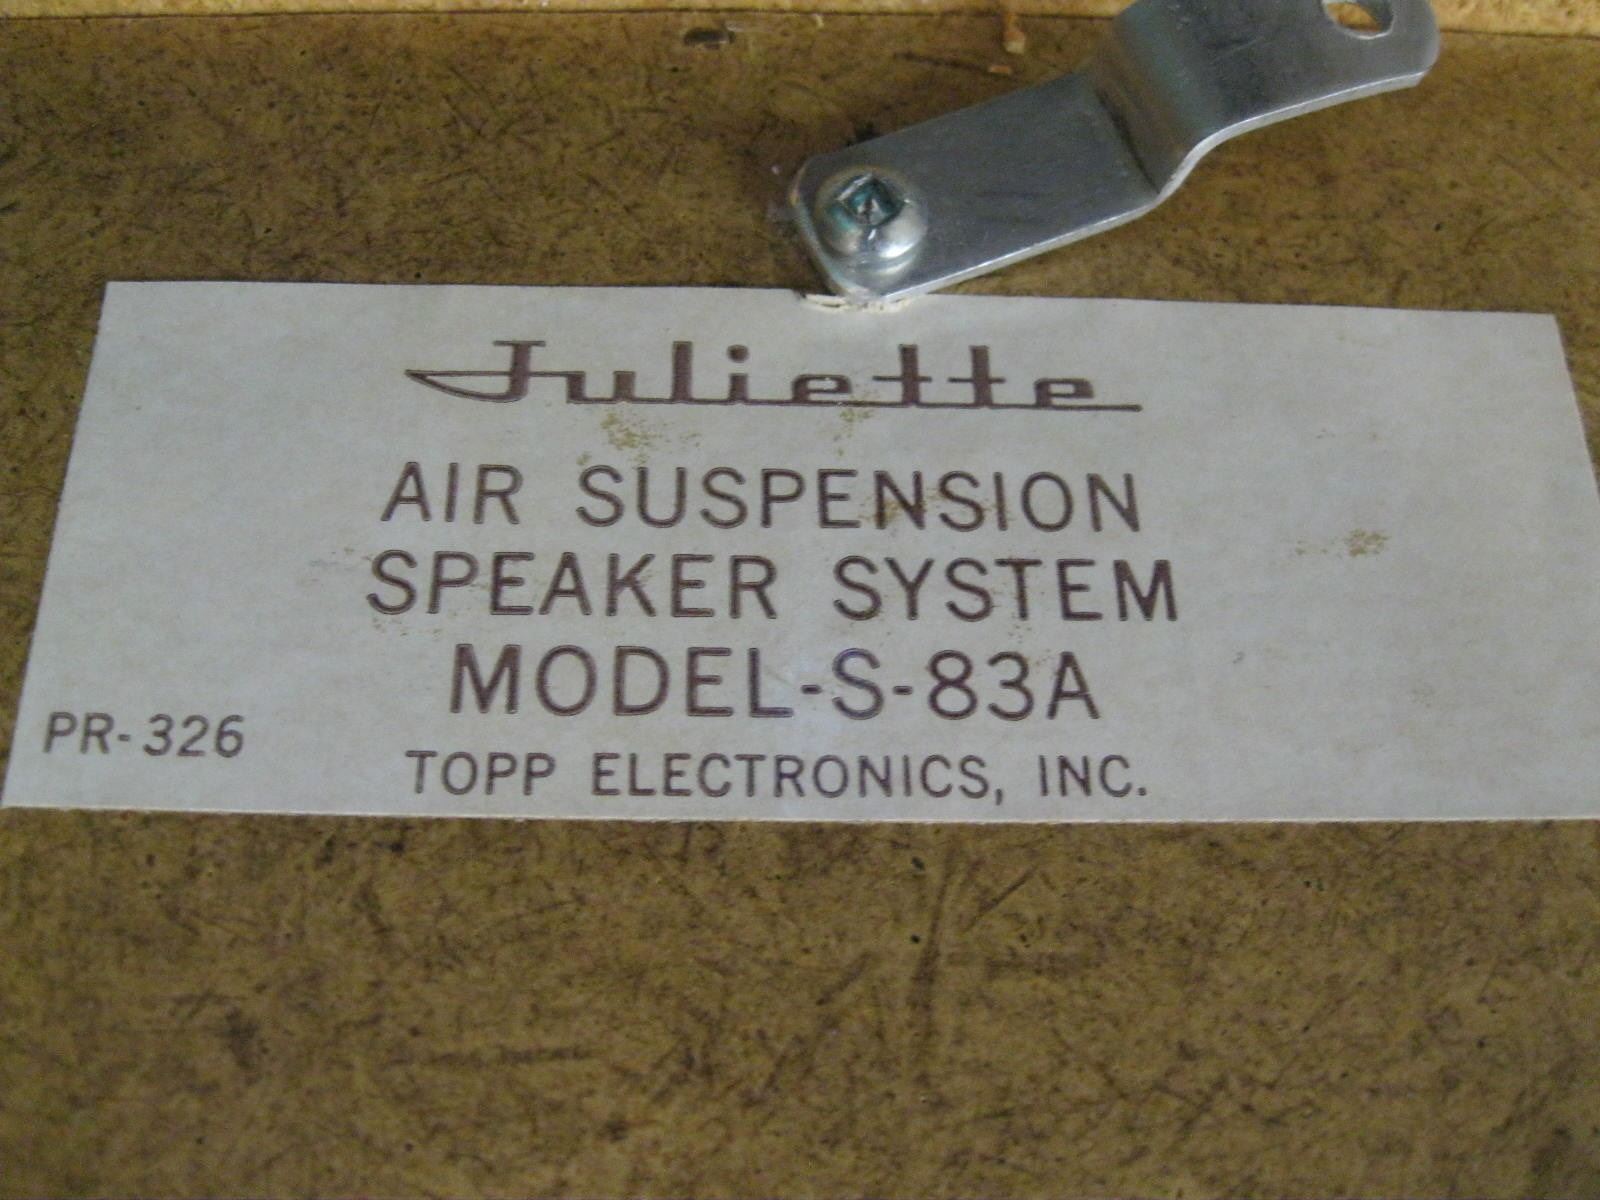 Juliette
AIR SUSPENSION
SPEAKER SYSTEM
MODEL-S-83A
PR-326
TOPP ELECTRONICS, INC.